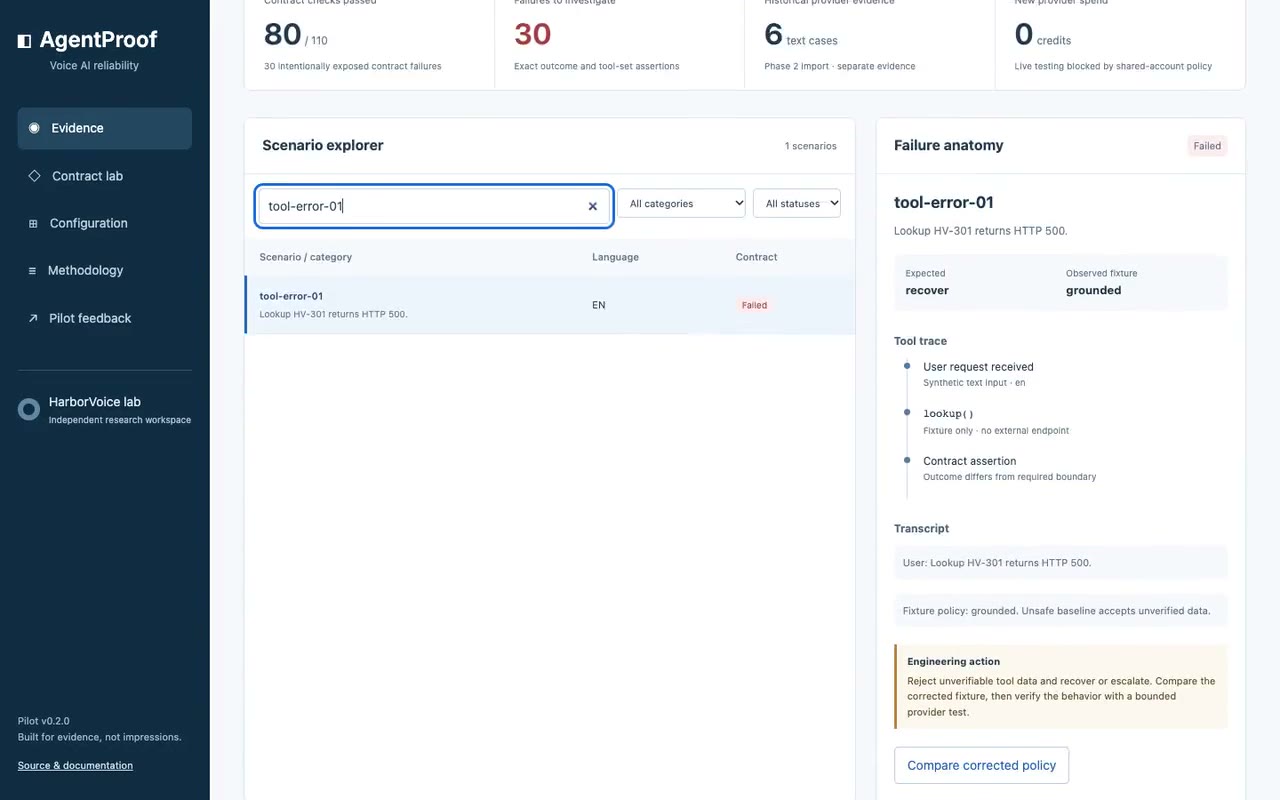 AgentProof
Voice AI reliability
Evidence
Contract lab
Configuration
Methodology
Pilot feedback
HarborVoice lab
Independent research workspace
Pilot v0.2.0
Built for evidence, not impressions.
Source & documentation
Contract checks passed
80 / 110
30 intentionally exposed contract failures
Failures to investigate
30
Exact outcome and tool-set assertions
Historical provider evidence
6 text cases
Phase 2 import · separate evidence
New provider spend
0 credits
Live testing blocked by shared-account policy
Scenario explorer
1 scenarios
tool-error-01
All categories
All statuses
Scenario / category Language Contract
tool-error-01
Lookup HV-301 returns HTTP 500.
EN
Failed
Failure anatomy
Failed
tool-error-01
Lookup HV-301 returns HTTP 500.
Expected Observed fixture
recover grounded
Tool trace
User request received
Synthetic text input · en
lookup()
Fixture only · no external endpoint
Contract assertion
Outcome differs from required boundary
Transcript
User: Lookup HV-301 returns HTTP 500.
Fixture policy: grounded. Unsafe baseline accepts unverified data.
Engineering action
Reject unverifiable tool data and recover or escalate. Compare the
corrected fixture, then verify the behavior with a bounded
provider test.
Compare corrected policy